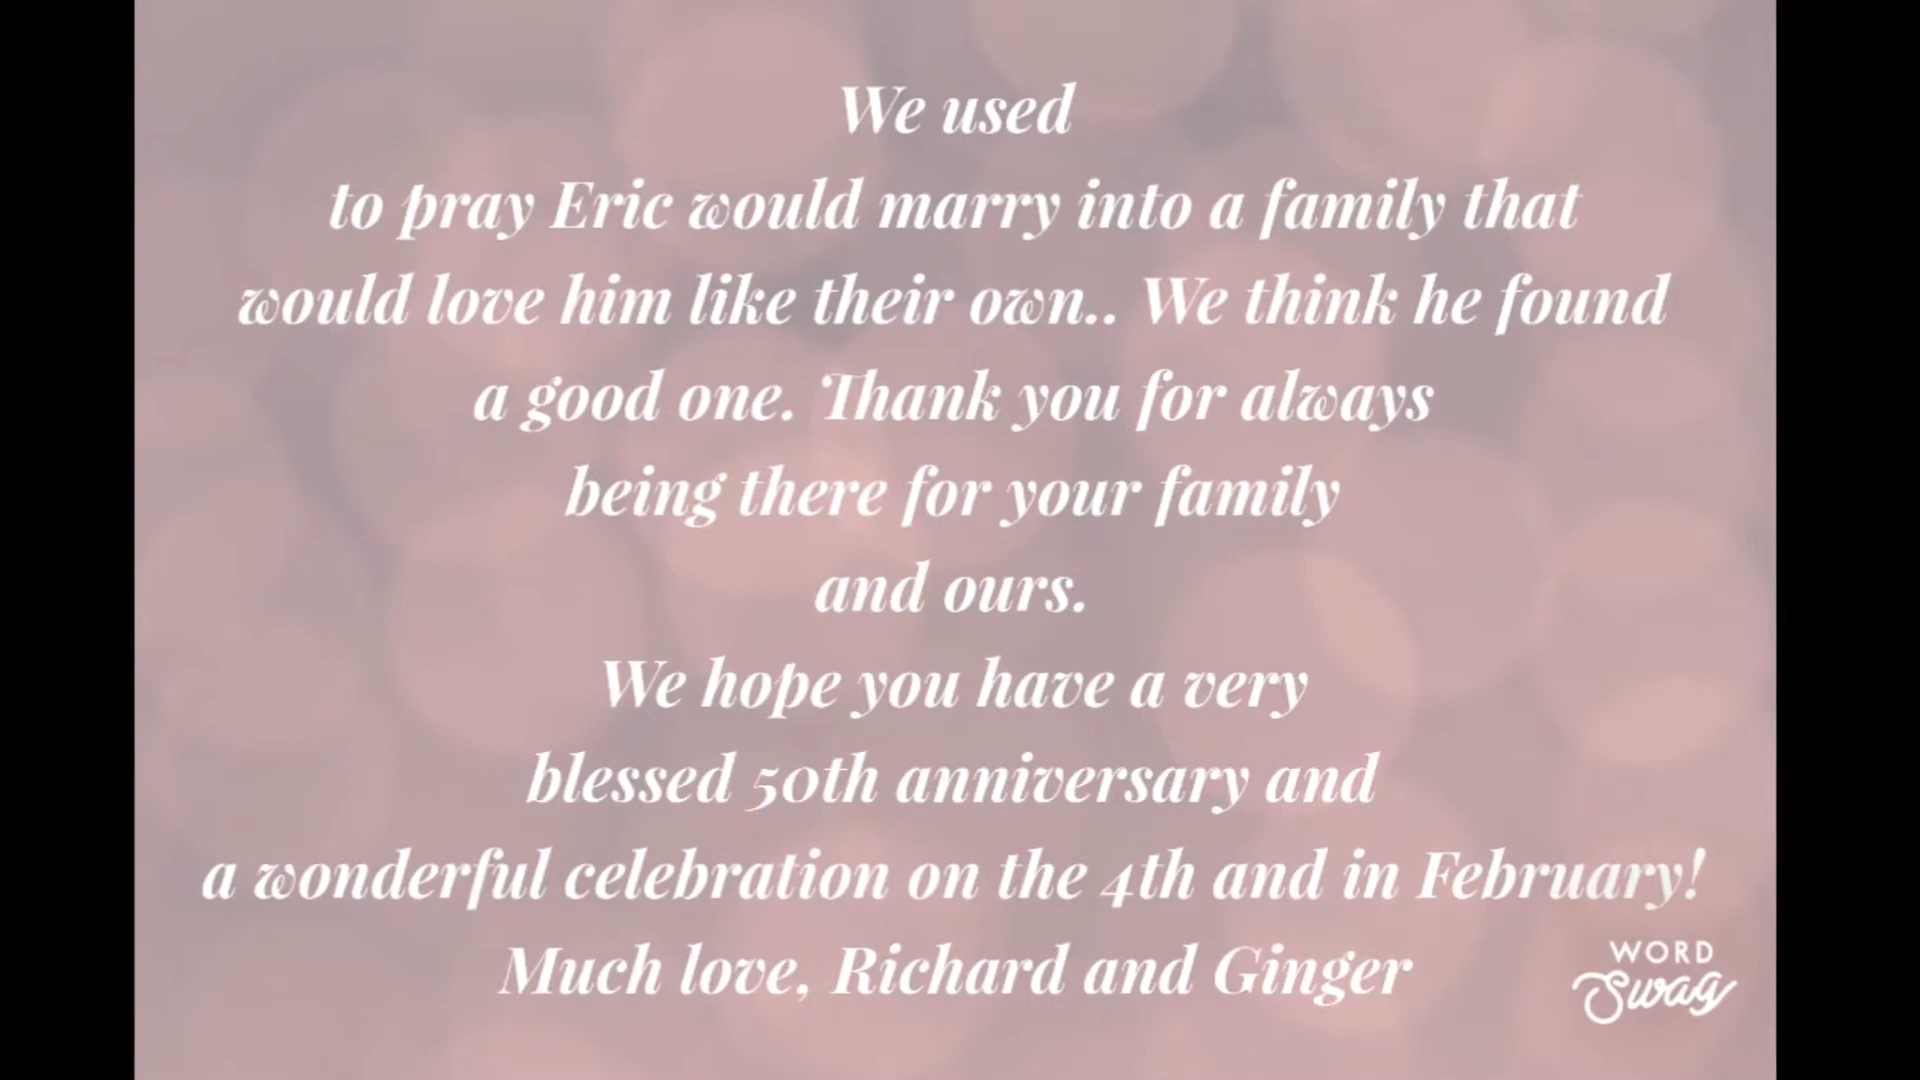 We used
to pray Eric would marry into a family that
would love him like their own.. We think he found
a good one. Thank you for always
being there for your family
and ours.
We hope you have a very
blessed 50th anniversary and
a wonderful celebration on the 4th and in February!
Much love, Richard and Ginger
WORD
Swag